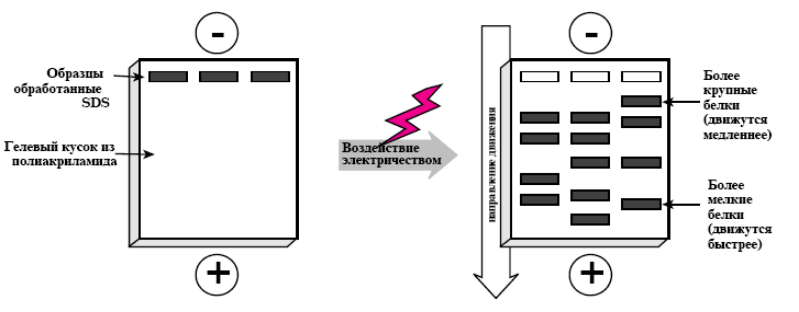 -
Образцы
обработанные
SDS
Гелевый кусок из
полиакриламида
+
Воздействие
электричеством
направление движения
-
Более
крупные
белки
(движутся
медленнее)
Более
мелкие
белки
(движутся
быстрее)
+